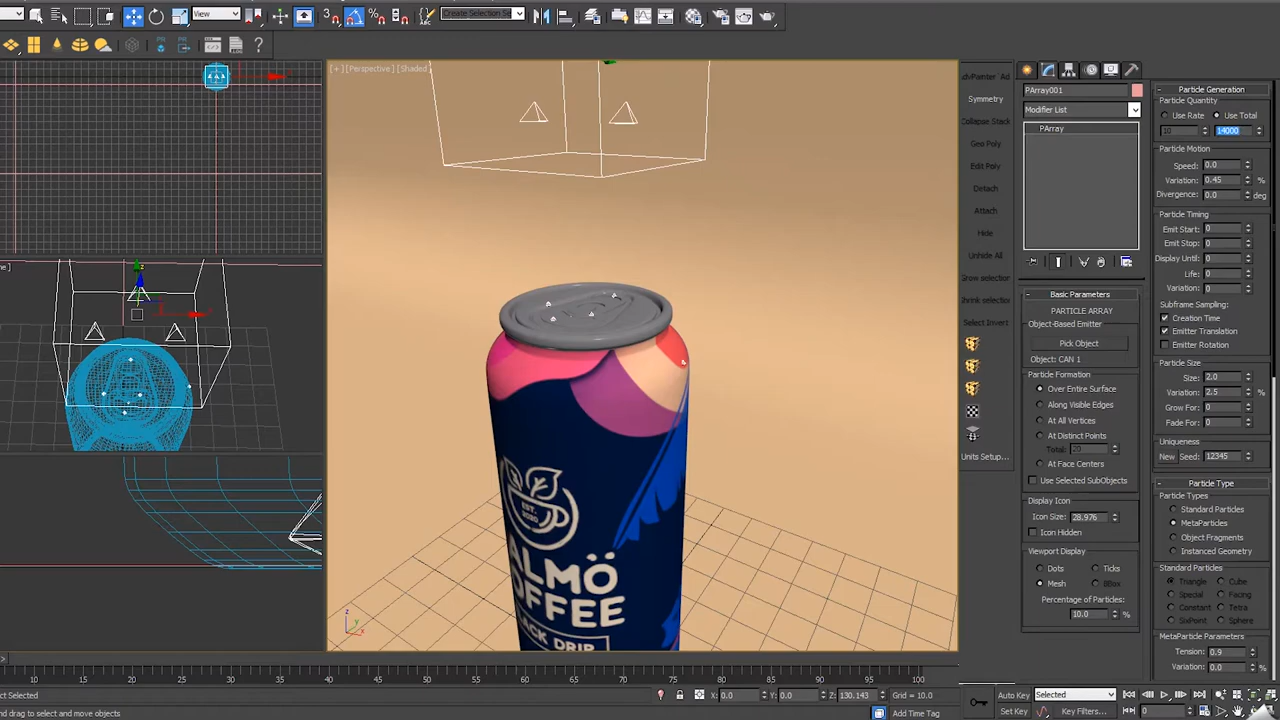 View
3
Create Selection Se
[+] [Perspective] [Shaded]
Symmetry
Collapse Stack
Geo Poly
Edit Poly
Detach
Attach
Hide
Unhide All
Grow selection
Shrink selection
Select Invert
Units Setup...
EST.
ALMÖ
OFFEE
ACK DRIP
PArray001
Modifier List
PArray
Basic Parameters
PARTICLE ARRAY
Object-Based Emitter
Pick Object
Object: CAN 1
Particle Formation
Over Entire Surface
Along Visible Edges
At All Vertices
At Distinct Points
Total: 20
At Face Centers
Use Selected SubObjects
Display Icon
Icon Size: 28.976
Icon Hidden
Viewport Display
Dots Ticks
Mesh BBox
Percentage of Particles:
10.0 %
Particle Generation
Particle Quantity
Use Rate Use Total
10 14000
Particle Motion
Speed: 0.0
Variation: 0.45 %
Divergence: 0.0 deg
Particle Timing
Emit Start: 0
Emit Stop: 0
Display Until: 0
Life: 0
Variation: 0
Subframe Sampling:
Creation Time
Emitter Translation
Emitter Rotation
Particle Size
Size: 2.0
Variation: 2.5 %
Grow For: 0
Fade For: 0
Uniqueness
New Seed: 12345
Particle Type
Particle Types
Standard Particles
MetaParticles
Object Fragments
Instanced Geometry
Standard Particles
Triangle Cube
Special Facing
Constant Tetra
SixPoint Sphere
MetaParticle Parameters
Tension: 0.9
Variation: 0.0 %
10 15 20 25 30 35 40 45 50 55 60 65 70 75 80 85 90 95 100
ct Selected
X: 0.0 Y: 0.0 Z: 130.143 Grid = 10.0
Auto Key Selected
and drag to select and move objects
Add Time Tag
Set Key Key Filters... 0